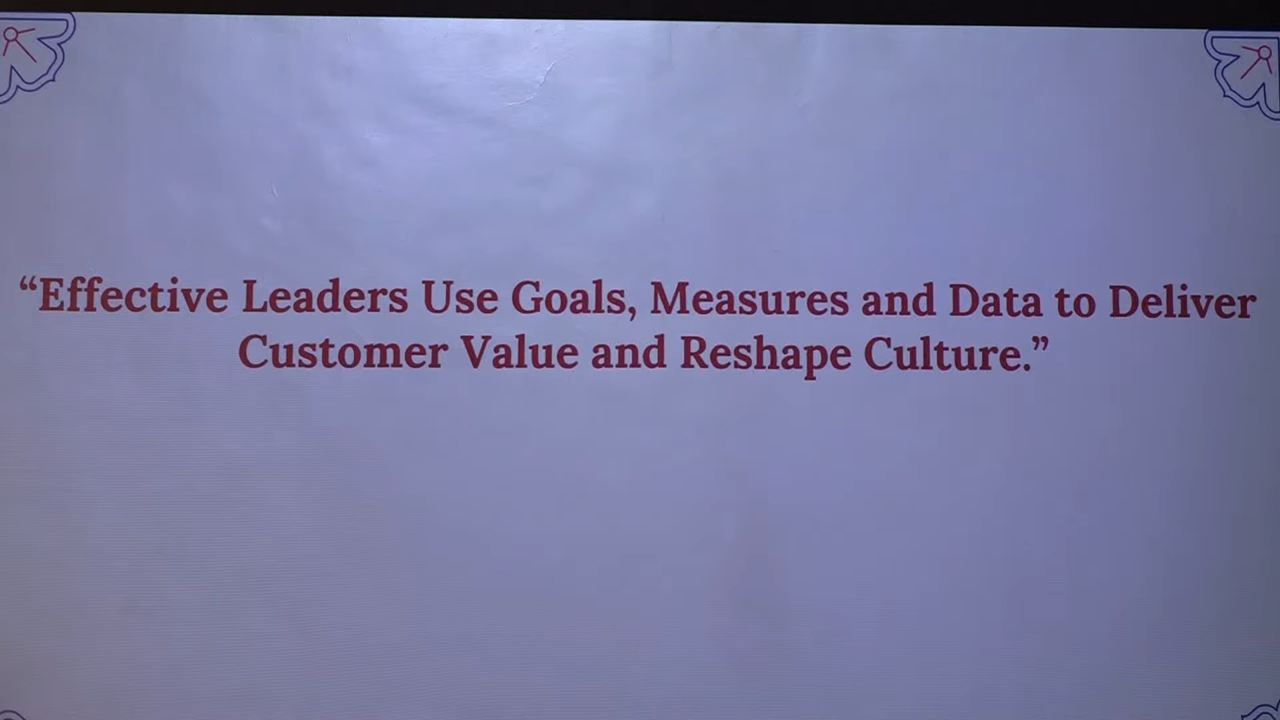 “Effective Leaders Use Goals, Measures and Data to Deliver
Customer Value and Reshape Culture.”